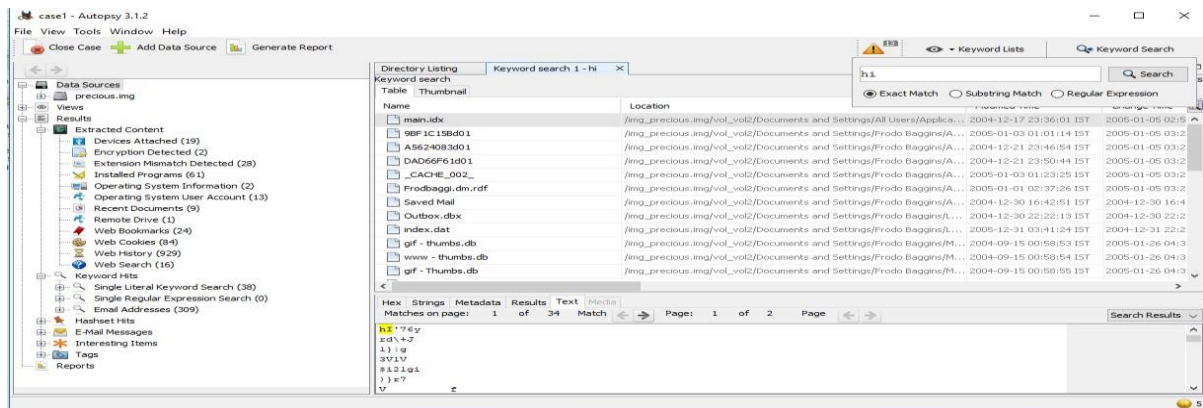 case1 - Autopsy 3.1.2
File View Tools Window Help
Close Case Add Data Source Generate Report
Keyword Lists Keyword Search
hi Search
Exact Match Substring Match Regular Expression
Data Sources
precious.img
Views
Results
Extracted Content
Devices Attached (19)
Encryption Detected (2)
Extension Mismatch Detected (28)
Installed Programs (61)
Operating System Information (2)
Operating System User Account (13)
Recent Documents (9)
Remote Drive (1)
Web Bookmarks (24)
Web Cookies (84)
Web History (929)
Web Search (16)
Keyword Hits
Single Literal Keyword Search (38)
Single Regular Expression Search (0)
Email Addresses (309)
Hashset Hits
E-Mail Messages
Interesting Items
Tags
Reports
Directory Listing Keyword search 1 - hi
Keyword search
Table Thumbnail
Name Location Modified Time Change Time
main.idx /img_precious.img/vol_vol2/Documents and Settings/All Users/Applica... 2004-12-17 23:36:01 IST 2005-01-05 02:5
9BF1C15Bd01 /img_precious.img/vol_vol2/Documents and Settings/Frodo Baggins/A... 2005-01-03 01:01:14 IST 2005-01-05 03:2
A5624083d01 /img_precious.img/vol_vol2/Documents and Settings/Frodo Baggins/A... 2004-12-21 23:46:54 IST 2005-01-05 03:2
DAD66F61d01 /img_precious.img/vol_vol2/Documents and Settings/Frodo Baggins/A... 2004-12-21 23:50:44 IST 2005-01-05 03:2
_CACHE_002_ /img_precious.img/vol_vol2/Documents and Settings/Frodo Baggins/A... 2005-01-03 01:23:25 IST 2005-01-05 03:2
Frodbaggi.dm.rdf /img_precious.img/vol_vol2/Documents and Settings/Frodo Baggins/A... 2005-01-01 02:37:26 IST 2005-01-05 03:2
Saved Mail /img_precious.img/vol_vol2/Documents and Settings/Frodo Baggins/A... 2004-12-30 16:42:51 IST 2004-12-30 16:4
Outbox.dbx /img_precious.img/vol_vol2/Documents and Settings/Frodo Baggins/L... 2004-12-30 22:22:13 IST 2004-12-30 22:2
index.dat /img_precious.img/vol_vol2/Documents and Settings/Frodo Baggins/L... 2005-12-31 03:41:24 IST 2004-12-31 22:2
gif - thumbs.db /img_precious.img/vol_vol2/Documents and Settings/Frodo Baggins/M... 2004-09-15 00:58:53 IST 2005-01-26 04:3
www - thumbs.db /img_precious.img/vol_vol2/Documents and Settings/Frodo Baggins/M... 2004-09-15 00:58:54 IST 2005-01-26 04:3
gif - Thumbs.db /img_precious.img/vol_vol2/Documents and Settings/Frodo Baggins/M... 2004-09-15 00:58:55 IST 2005-01-26 04:3
Hex Strings Metadata Results Text Media
Matches on page: 1 of 34 Match Page: 1 of 2 Page Search Results
hI'76y
rd\+J
1}:g
3V1V
$i21gi
)}r7
V f